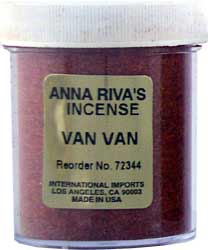 ANNA RIVA'S
INCENSE
VAN VAN
Reorder No. 72344
INTERNATIONAL IMPORTS
LOS ANGELES, CA 90003
MADE IN USA